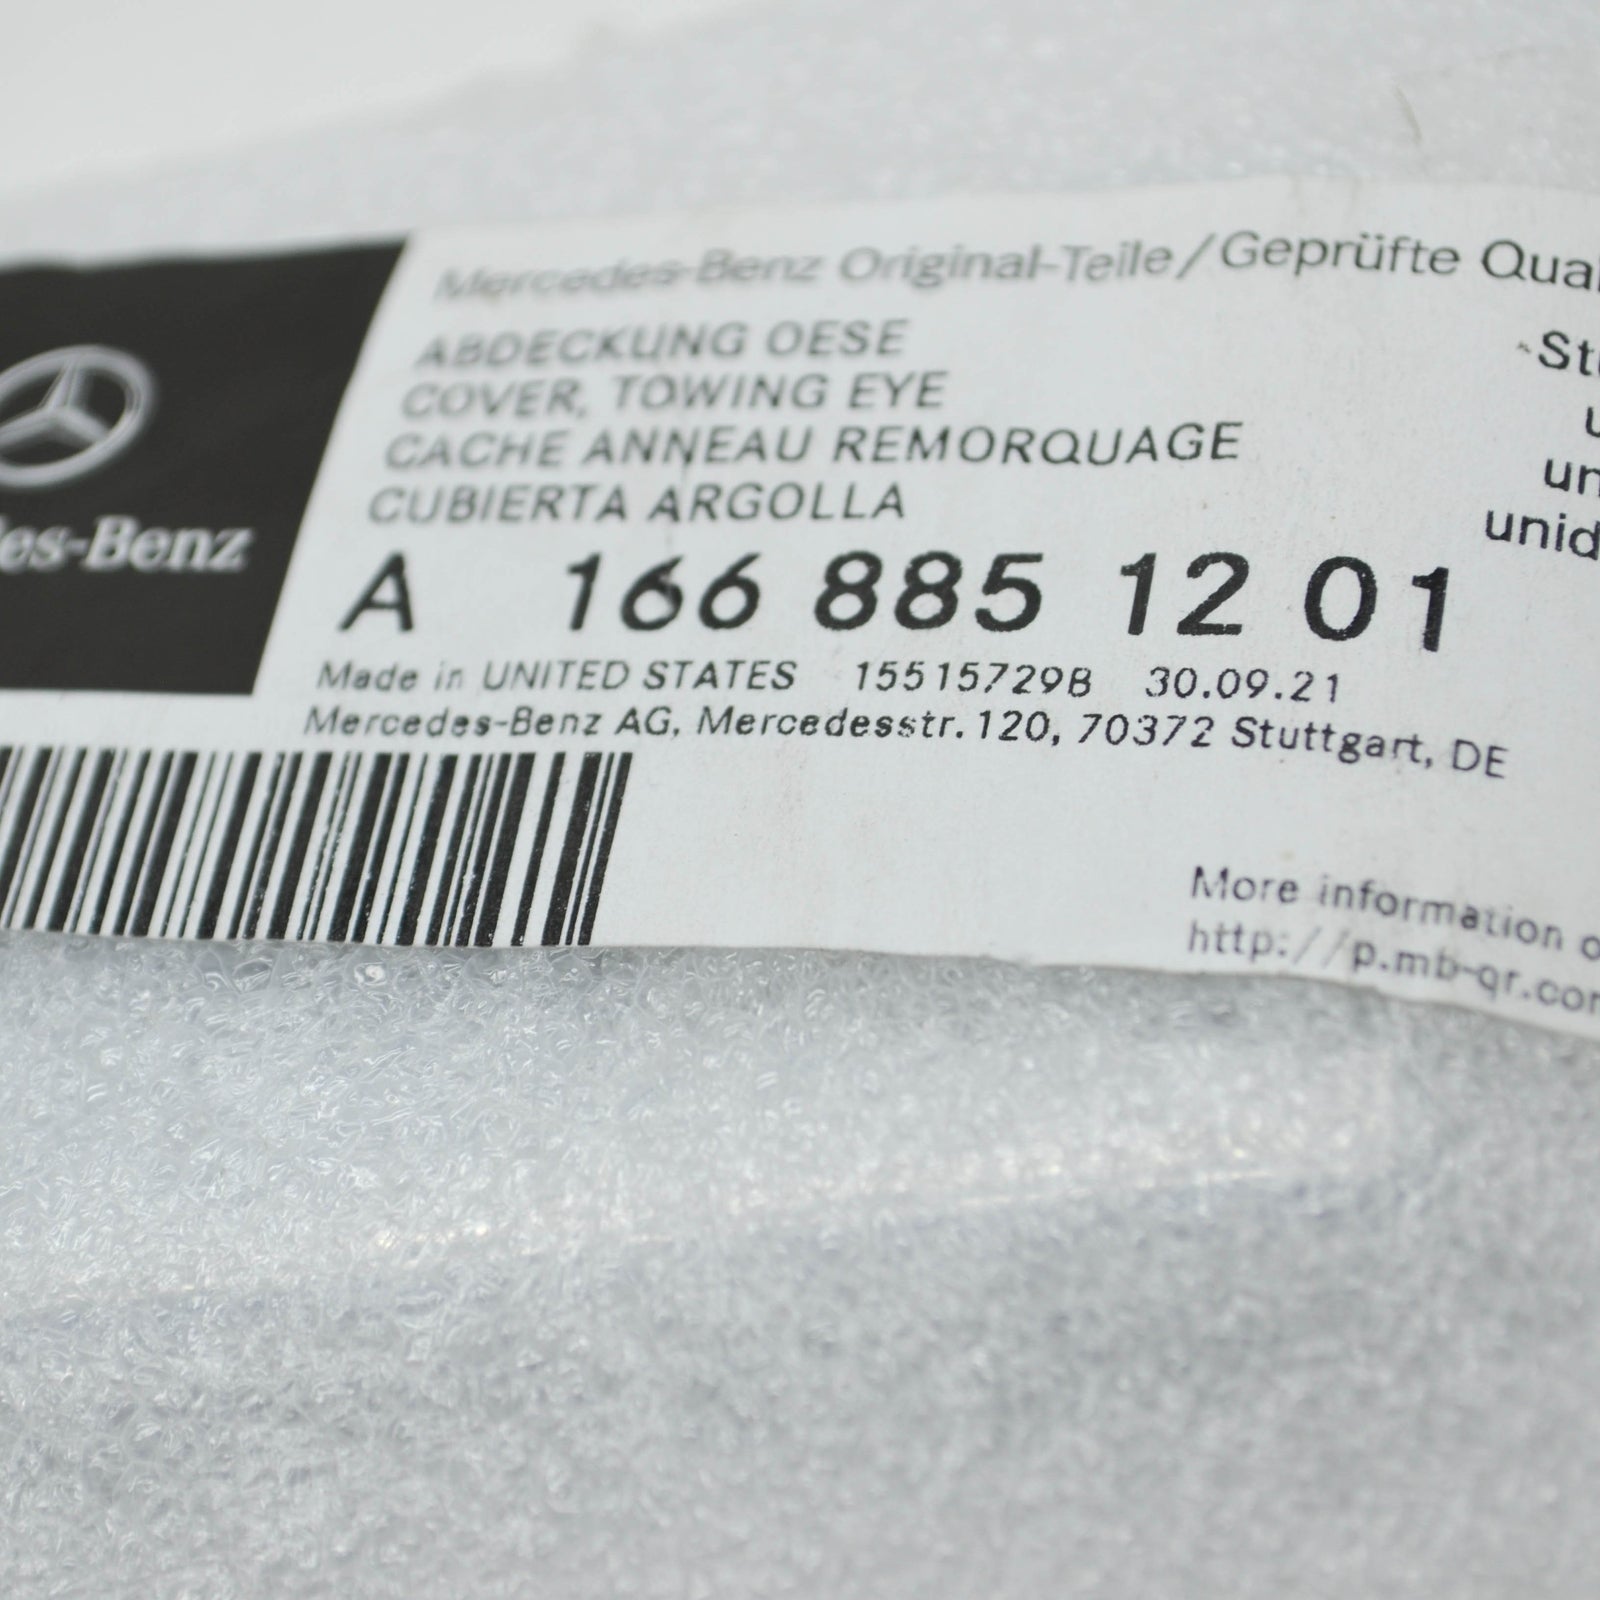 Mercedes-Benz Original-Teile/Geprüfte Qual
ABDECKUNG OESE
COVER, TOWING EYE
CACHE ANNEAU REMORQUAGE
CUBIERTA ARGOLLA
A 166 885 12 01
Made in UNITED STATES 155157298 30.09.21
Mercedes-Benz AG, Mercedesstr. 120, 70372 Stuttgart, DE
des-Benz
More information o
http://p.mb-qr.com